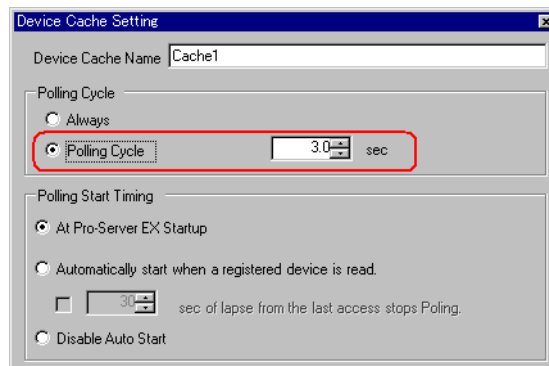 Device Cache Setting
Device Cache Name Cache1
Polling Cycle
Always
Polling Cycle 3.0 sec
Polling Start Timing
At Pro-Server EX Startup
Automatically start when a registered device is read.
30 sec of lapse from the last access stops Poling.
Disable Auto Start